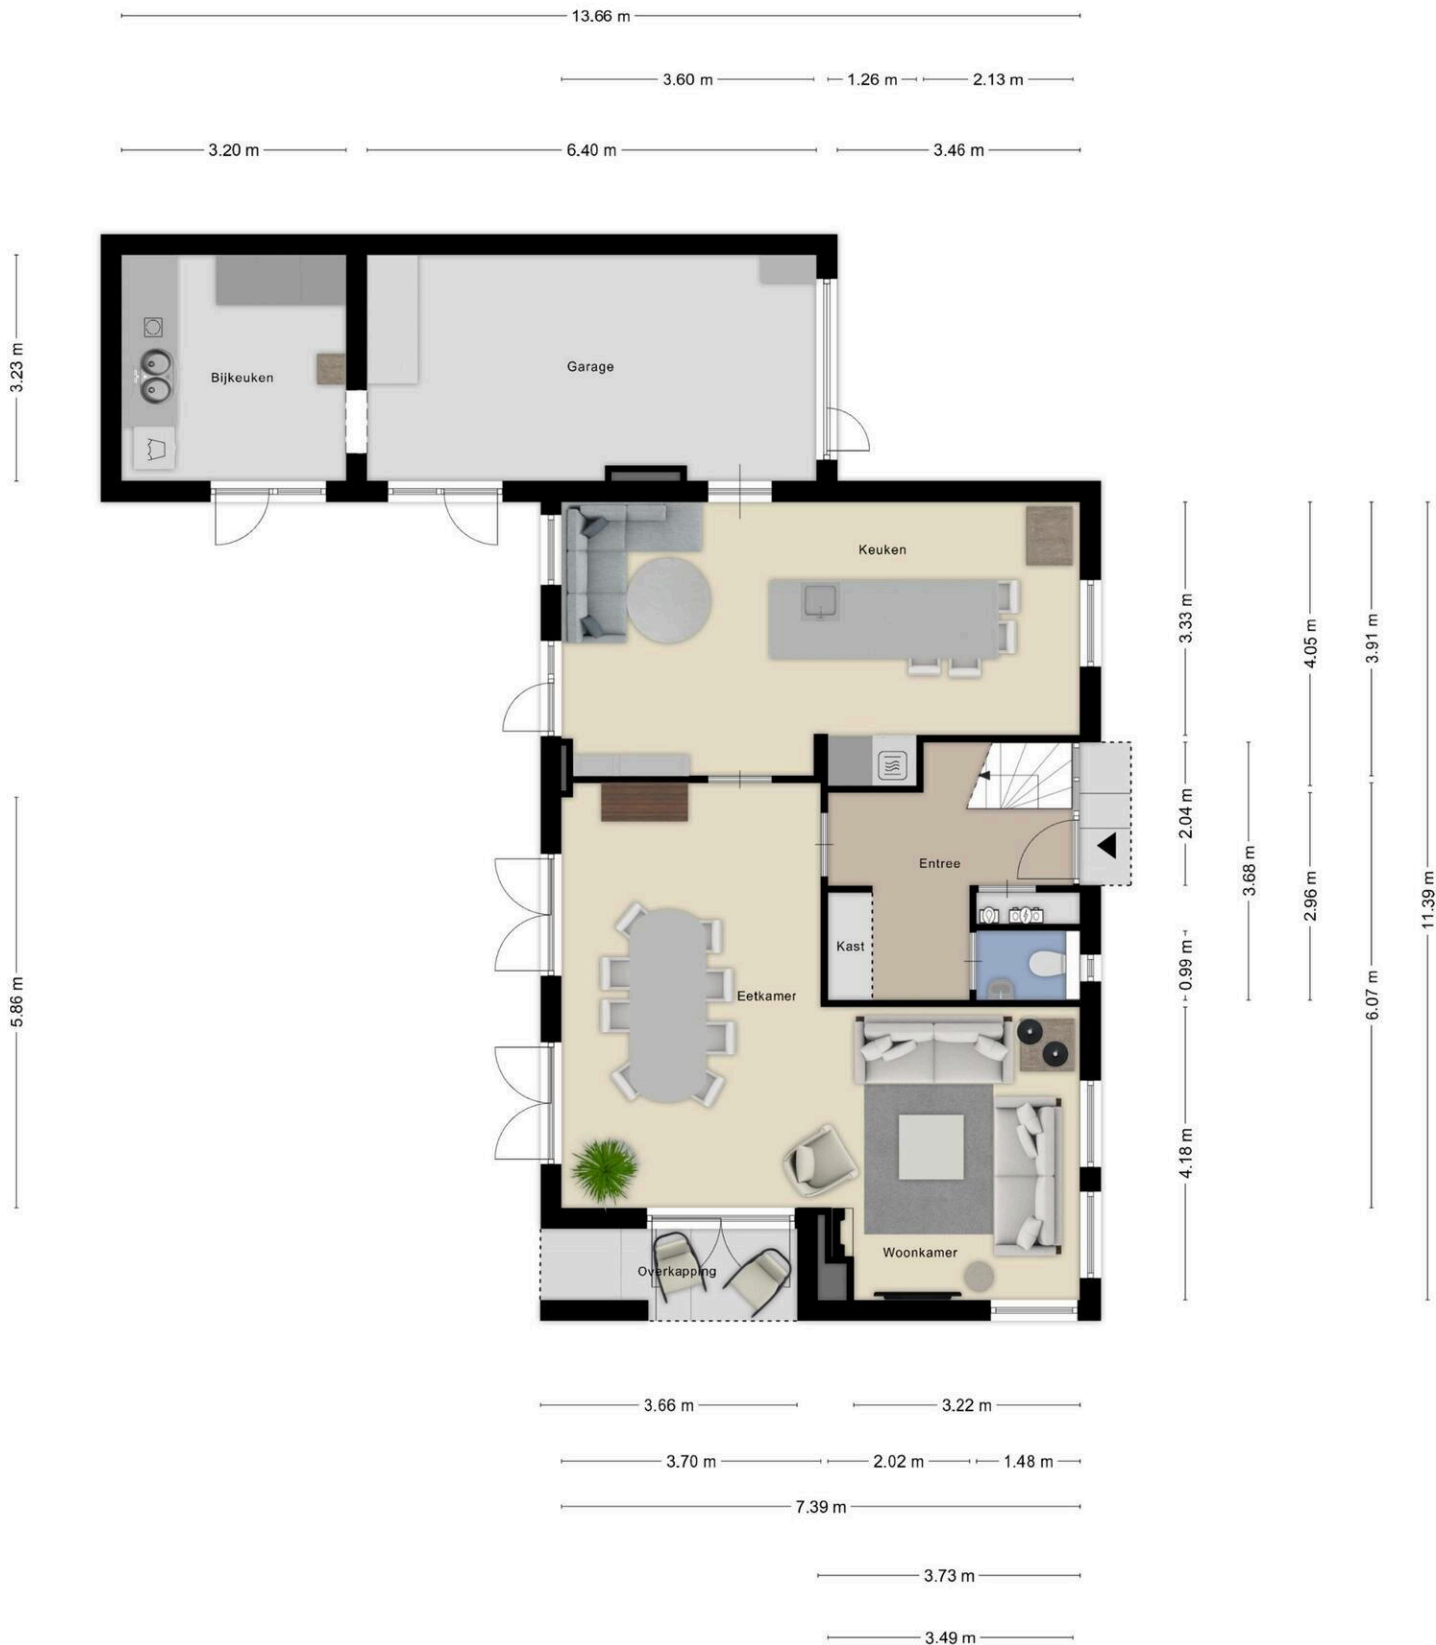 13.66 m
3.60 m
1.26 m
2.13 m
3.20 m
6.40 m
3.46 m
3.23 m
Bijkeuken
Garage
Keuken
3.33 m
4.05 m
3.91 m
2.04 m
Entree
3.68 m
2.96 m
11.39 m
Kast
0.99 m
5.86 m
Eetkamer
6.07 m
4.18 m
Woonkamer
Overkapping
3.66 m
3.22 m
3.70 m
2.02 m
1.48 m
7.39 m
3.73 m
3.49 m